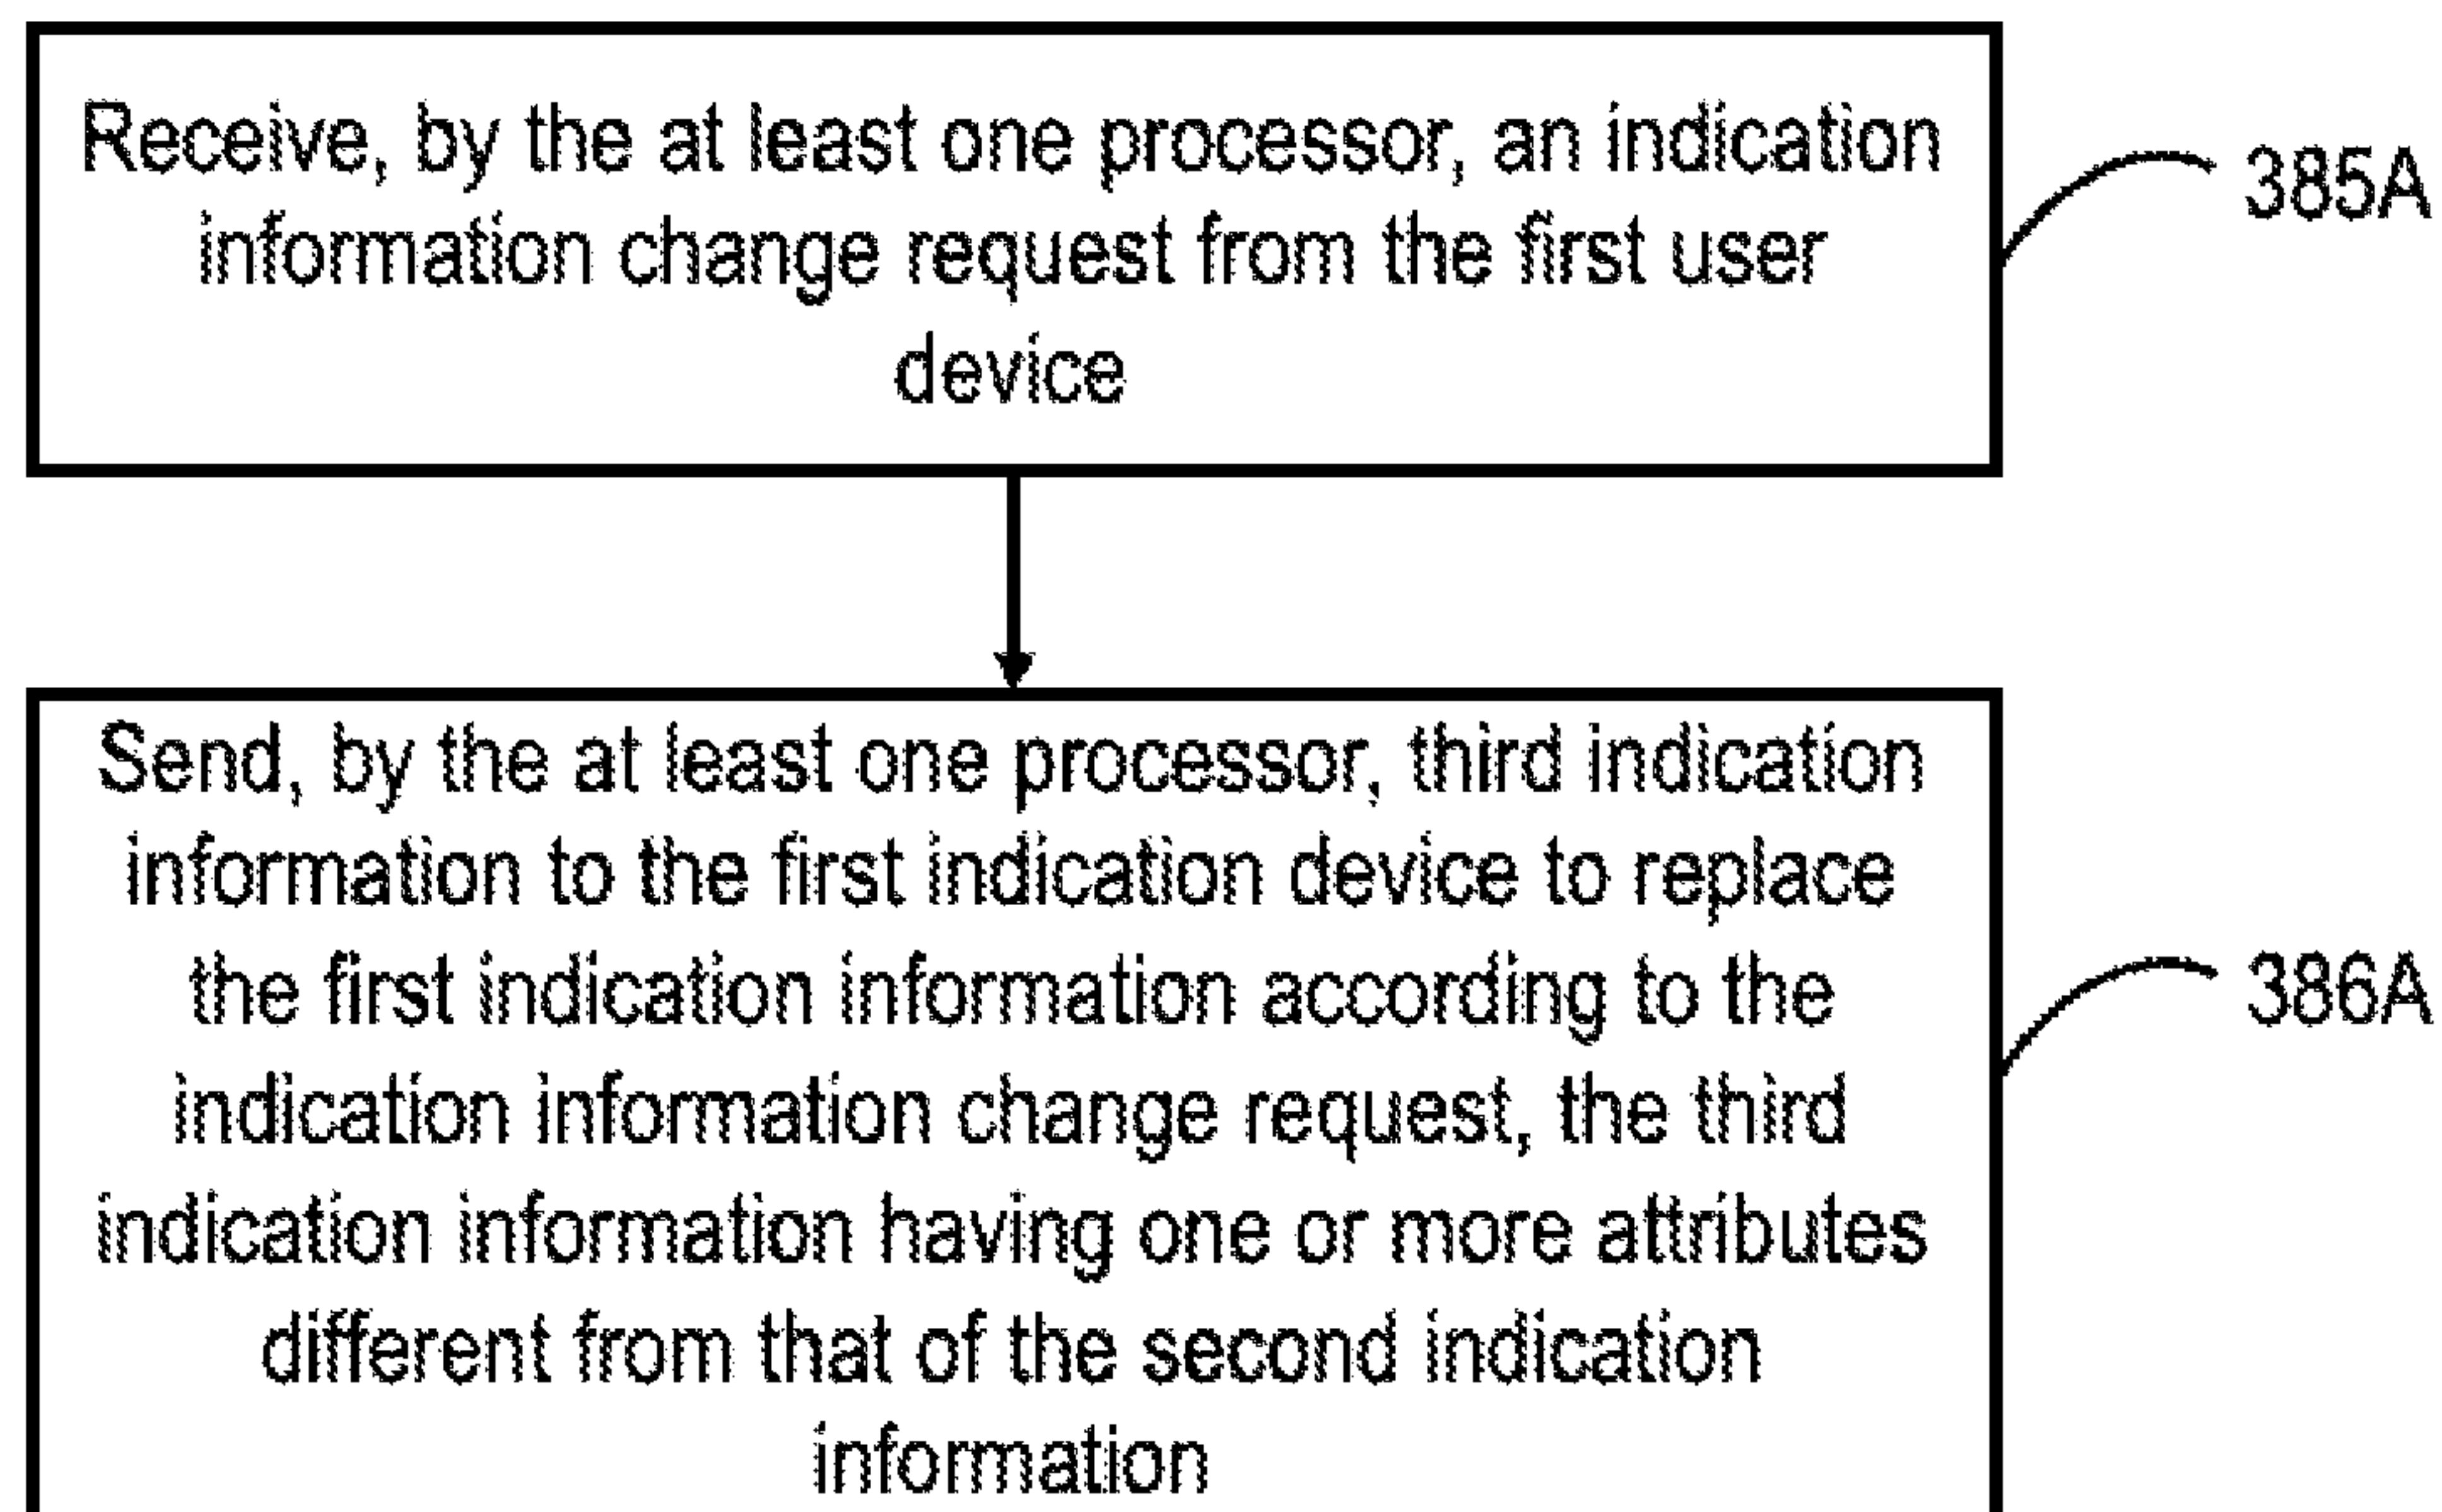 Receive, by the at least one processor, an indication
information change request from the first user
device
385A
Send, by the at least one processor, third indication
information to the first indication device to replace
the first indication information according to the
indication information change request, the third
indication information having one or more attributes
different from that of the second indication
information
386A